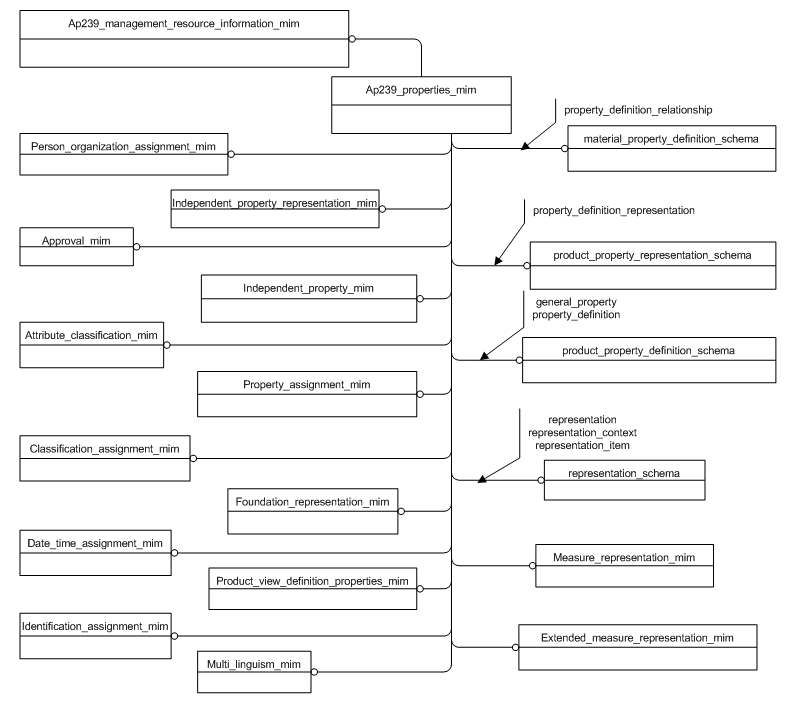 Ap239_management_resource_information_mim
Ap239_properties_mim
property_definition_relationship
Person_organization_assignment_mim
material_property_definition_schema
Independent_property_representation_mim
property_definition_representation
Approval_mim
product_property_representation_schema
Independent_property_mim
general_property
property_definition
Attribute_classification_mim
product_property_definition_schema
Property_assignment_mim
representation
representation_context
representation_item
Classification_assignment_mim
representation_schema
Foundation_representation_mim
Date_time_assignment_mim
Measure_representation_mim
Product_view_definition_properties_mim
Identification_assignment_mim
Extended_measure_representation_mim
Multi_linguism_mim